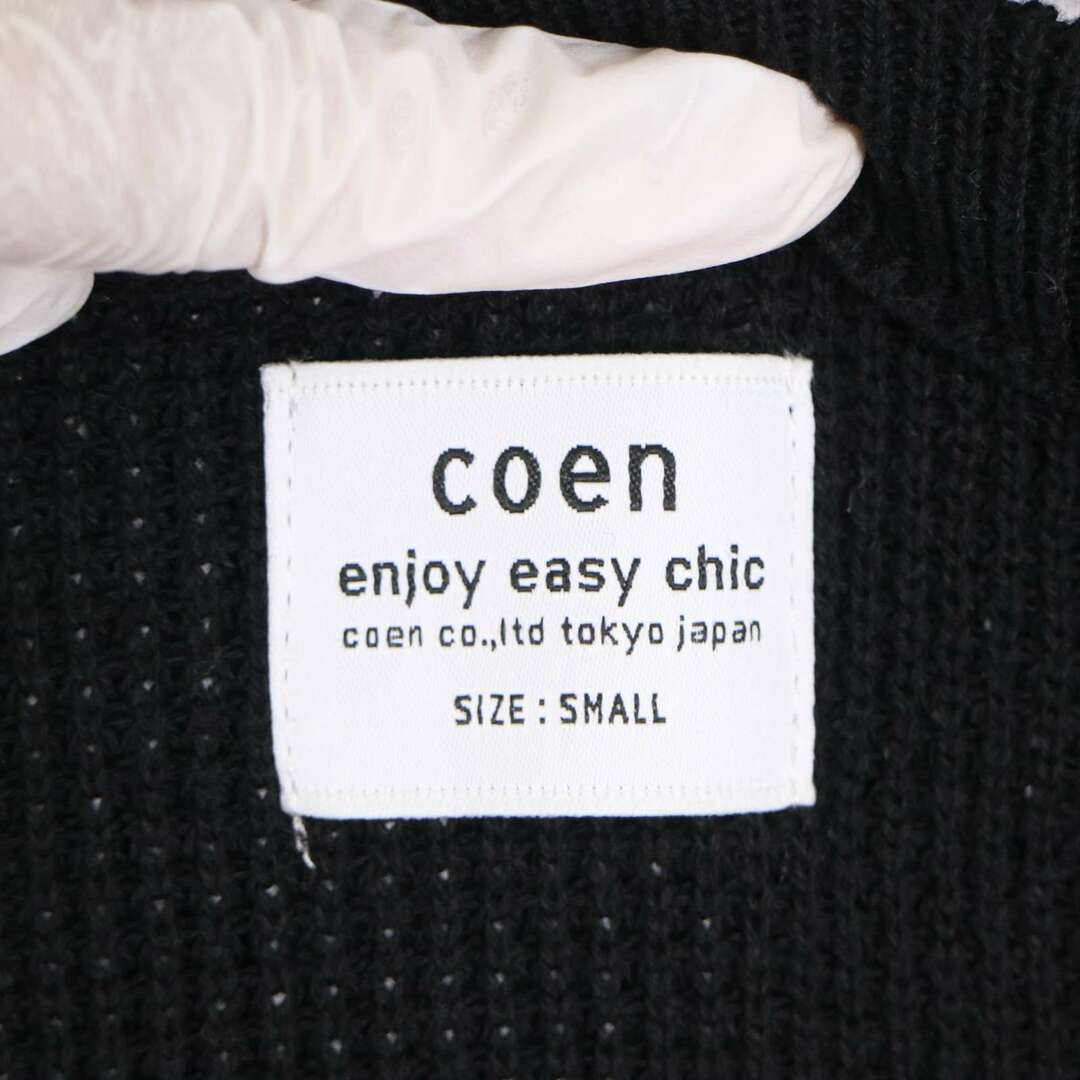 coen
enjoy easy chic
coen co.,ltd tokyo japan
SIZE : SMALL